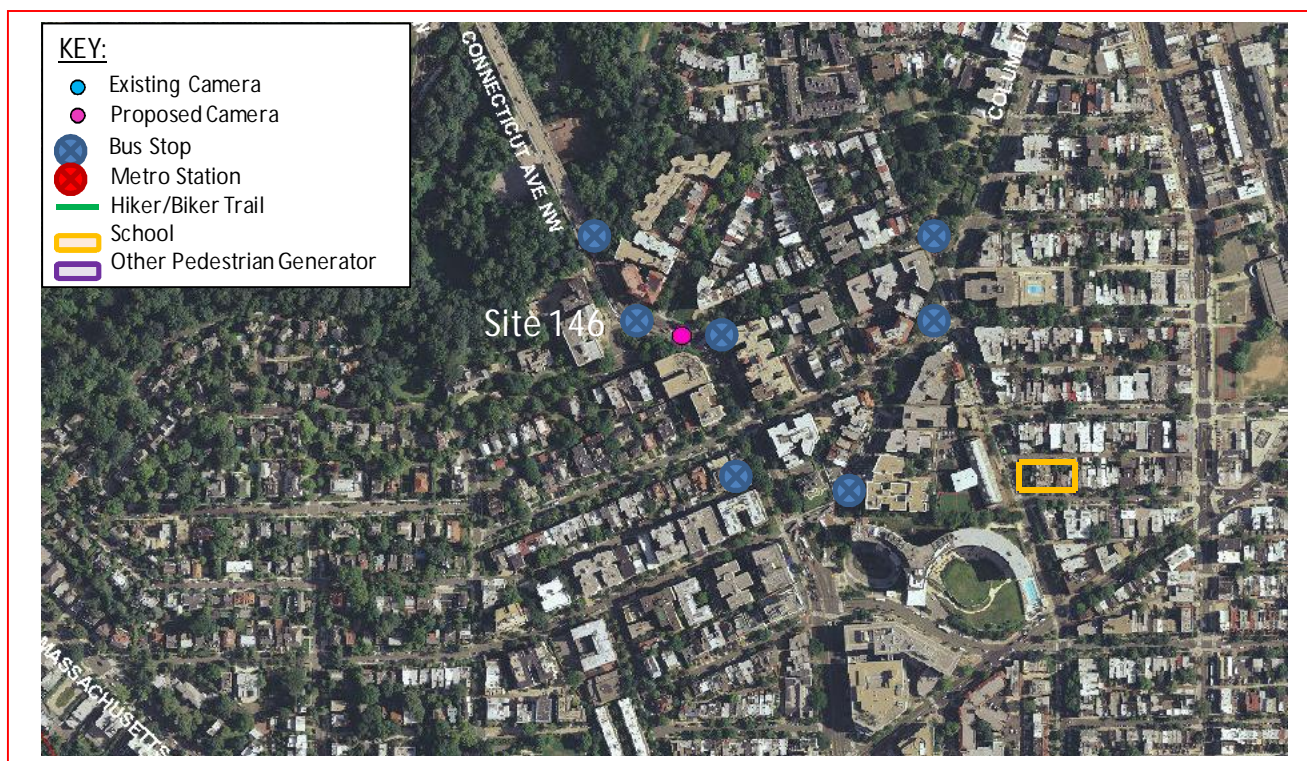 KEY:
Existing Camera
Proposed Camera
Bus Stop
Metro Station
Hiker/Biker Trail
School
Other Pedestrian Generator
CONNECTICUT AVE NW
COLUMBIA
Site 146
MASSACHUSETTS